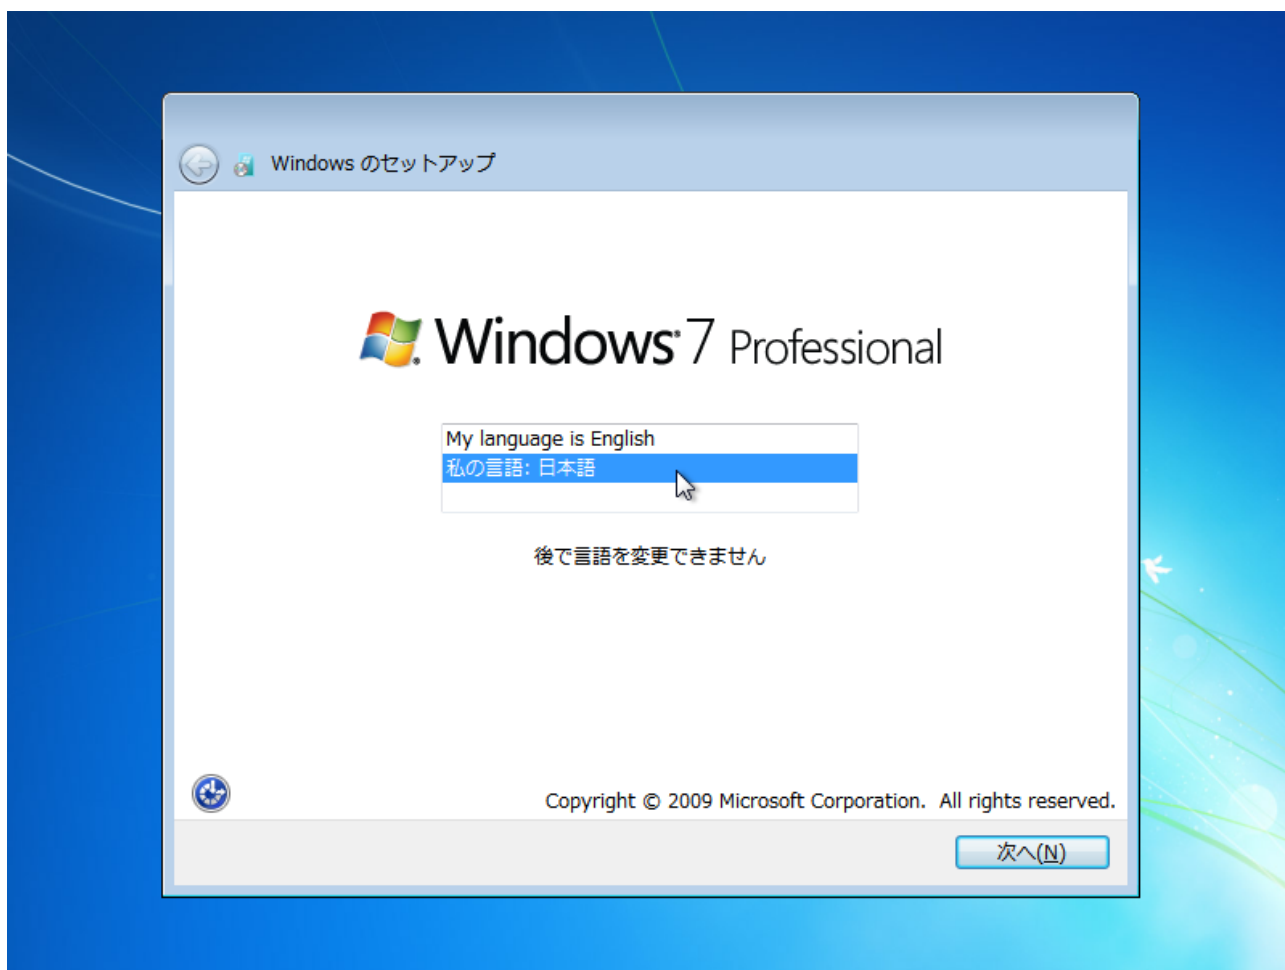 Windows のセットアップ
Windows 7 Professional
My language is English
私の言語: 日本語
後で言語を変更できません
Copyright © 2009 Microsoft Corporation. All rights reserved.
次へ(N)